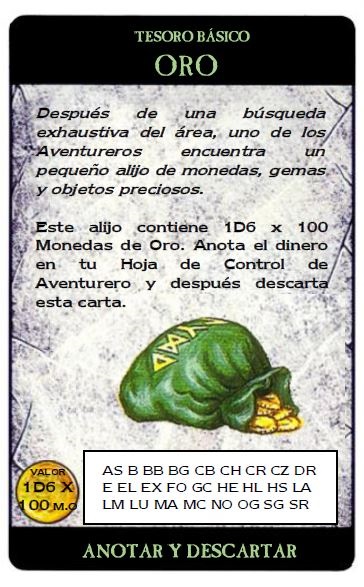 TESORO BÁSICO
ORO
Después de una búsqueda
exhaustiva del área, uno de los
Aventureros encuentra un
pequeño alijo de monedas, gemas
y objetos preciosos.
Este alijo contiene 1D6 x 100
Monedas de Oro. Anota el dinero
en tu Hoja de Control de
Aventurero y después descarta
esta carta.
VALOR
1D6 X
100 M.O
AS B BB BG CB CH CR CZ DR
E EL EX FO GC HE HL HS LA
LM LU MA MC NO OG SG SR
ANOTAR Y DESCARTAR